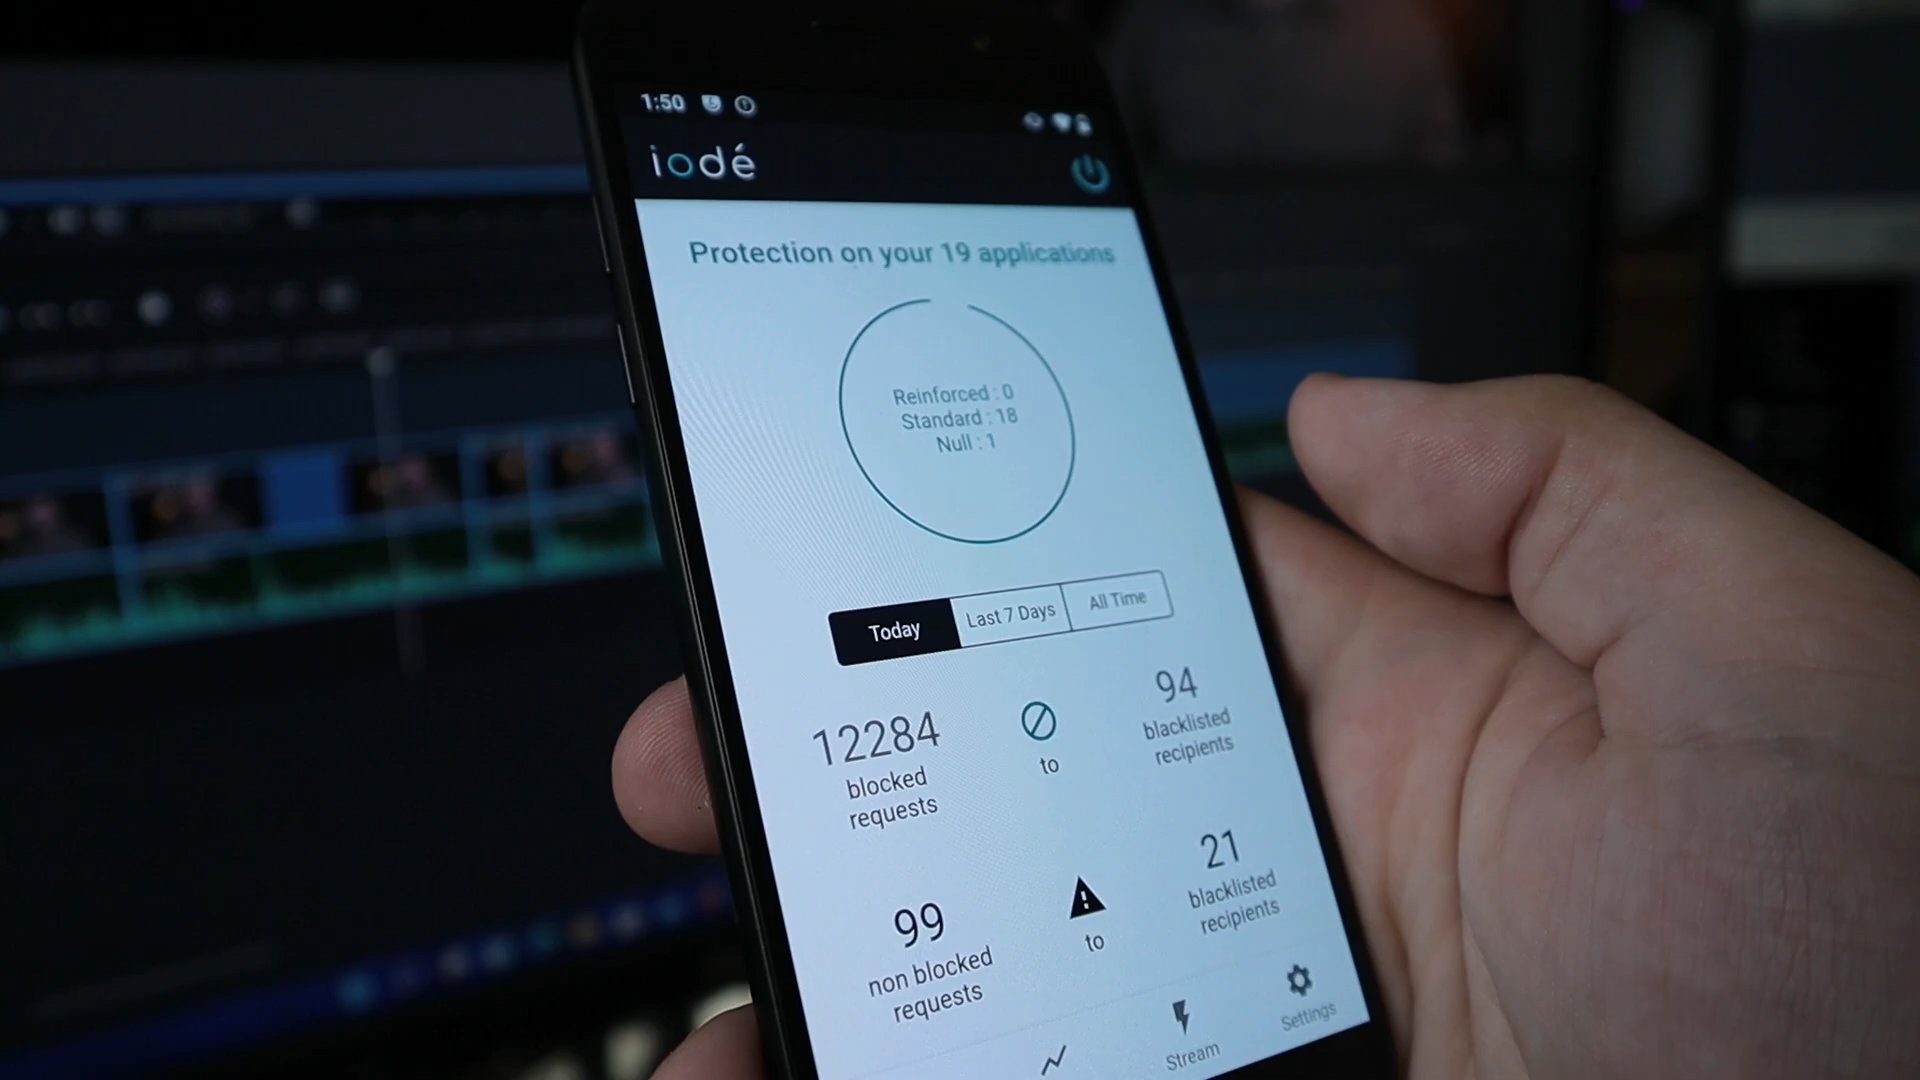 1:50
iodé
Protection on your 19 applications
Reinforced : 0
Standard : 18
Null : 1
Today
Last 7 Days
All Time
12284
blocked
requests
to
94
blacklisted
recipients
99
non blocked
requests
to
21
blacklisted
recipients
Stream
Settings